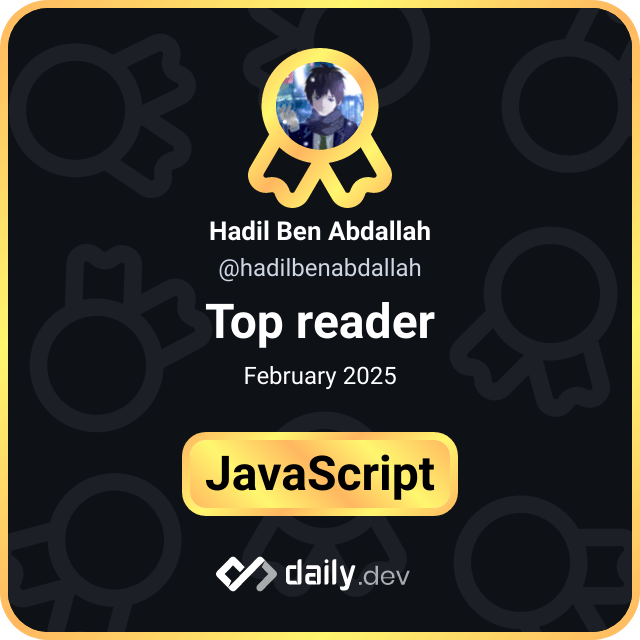 Hadil Ben Abdallah
@hadilbenabdallah
Top reader
February 2025
JavaScript
daily.dev